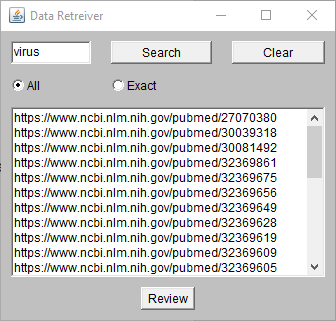 Data Retreiver
virus Search Clear
All Exact
https://www.ncbi.nlm.nih.gov/pubmed/27070380
https://www.ncbi.nlm.nih.gov/pubmed/30039318
https://www.ncbi.nlm.nih.gov/pubmed/30081492
https://www.ncbi.nlm.nih.gov/pubmed/32369861
https://www.ncbi.nlm.nih.gov/pubmed/32369675
https://www.ncbi.nlm.nih.gov/pubmed/32369656
https://www.ncbi.nlm.nih.gov/pubmed/32369649
https://www.ncbi.nlm.nih.gov/pubmed/32369628
https://www.ncbi.nlm.nih.gov/pubmed/32369619
https://www.ncbi.nlm.nih.gov/pubmed/32369609
https://www.ncbi.nlm.nih.gov/pubmed/32369605
Review